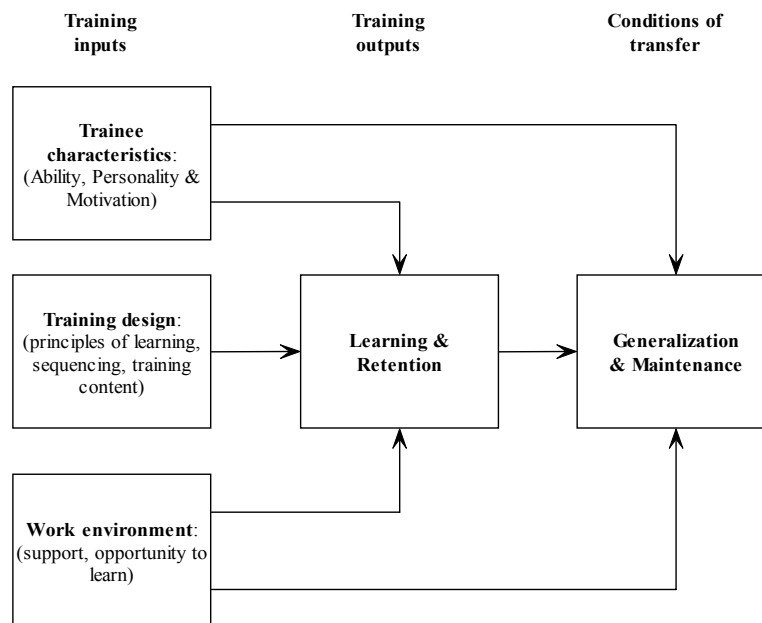 Training
inputs
Training
outputs
Conditions of
transfer
Trainee
characteristics:
(Ability, Personality &
Motivation)
Training design:
(principles of learning,
sequencing, training
content)
Learning &
Retention
Generalization
& Maintenance
Work environment:
(support, opportunity to
learn)